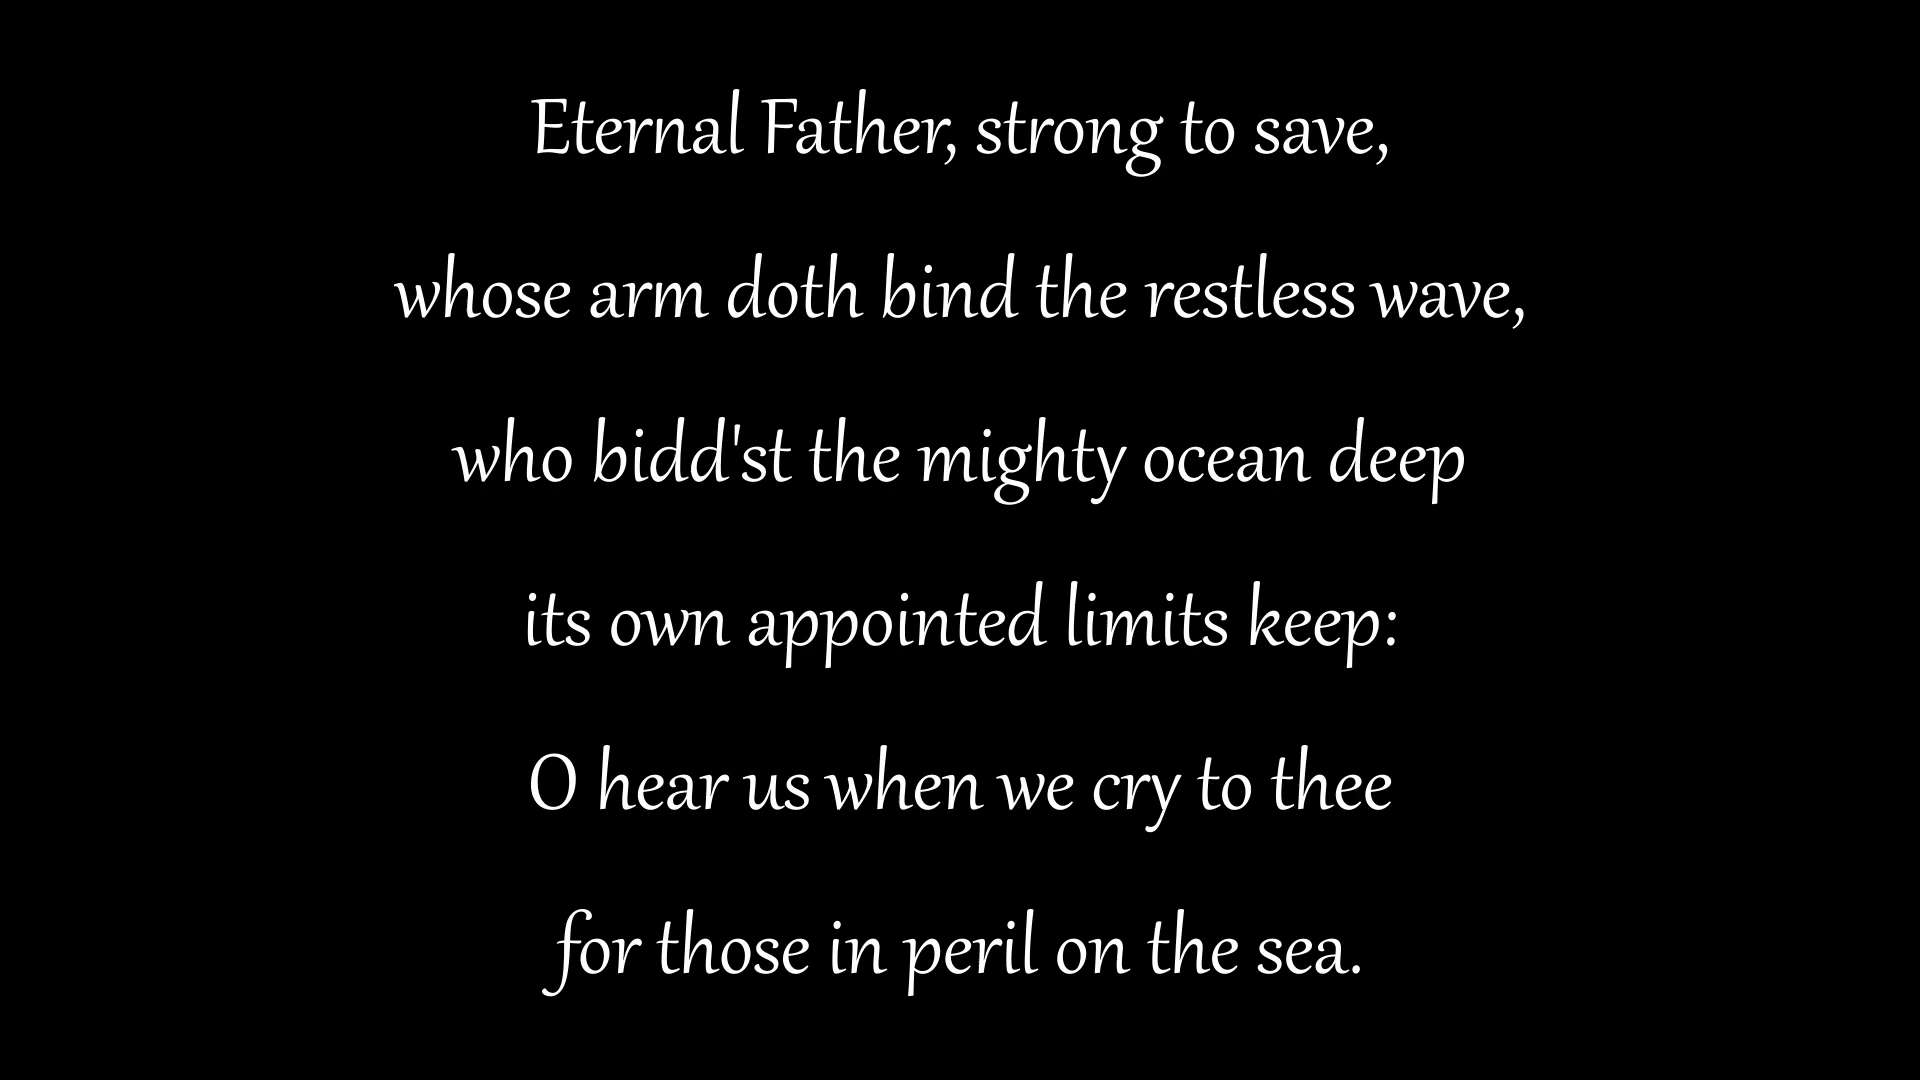 Eternal Father, strong to save,
whose arm doth bind the restless wave,
who bidd'st the mighty ocean deep
its own appointed limits keep:
O hear us when we cry to thee
for those in peril on the sea.